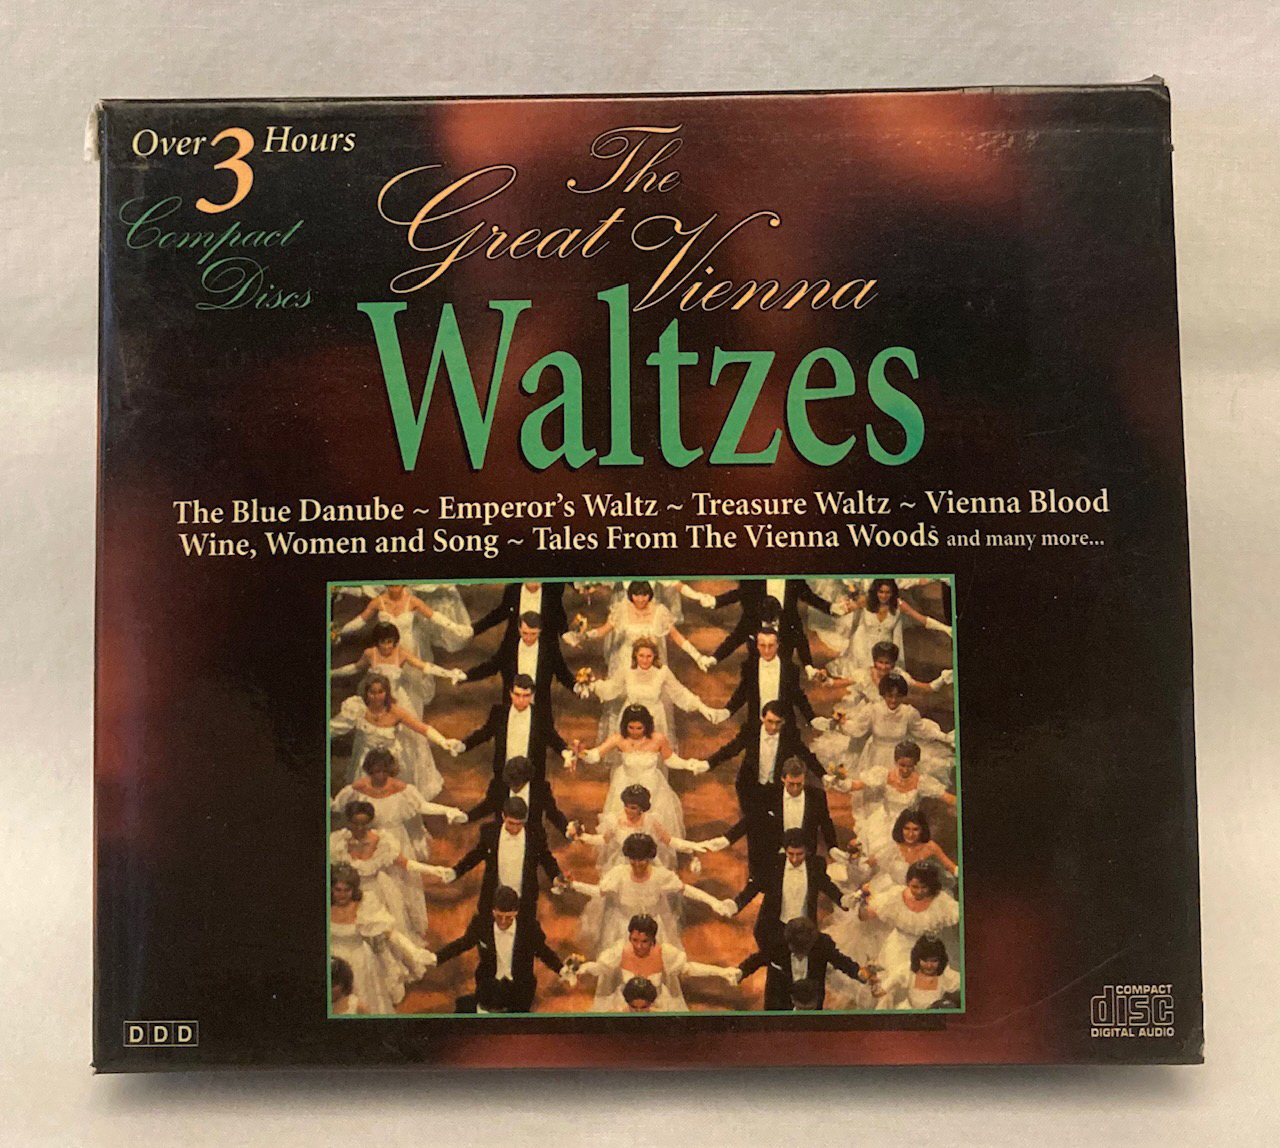 Over 3 Hours
Compact
Discs
The
Great Vienna
Waltzes
The Blue Danube ~ Emperor's Waltz ~ Treasure Waltz ~ Vienna Blood
Wine, Women and Song ~ Tales From The Vienna Woods and many more...
DDD
COMPACT
disc
DIGITAL AUDIO